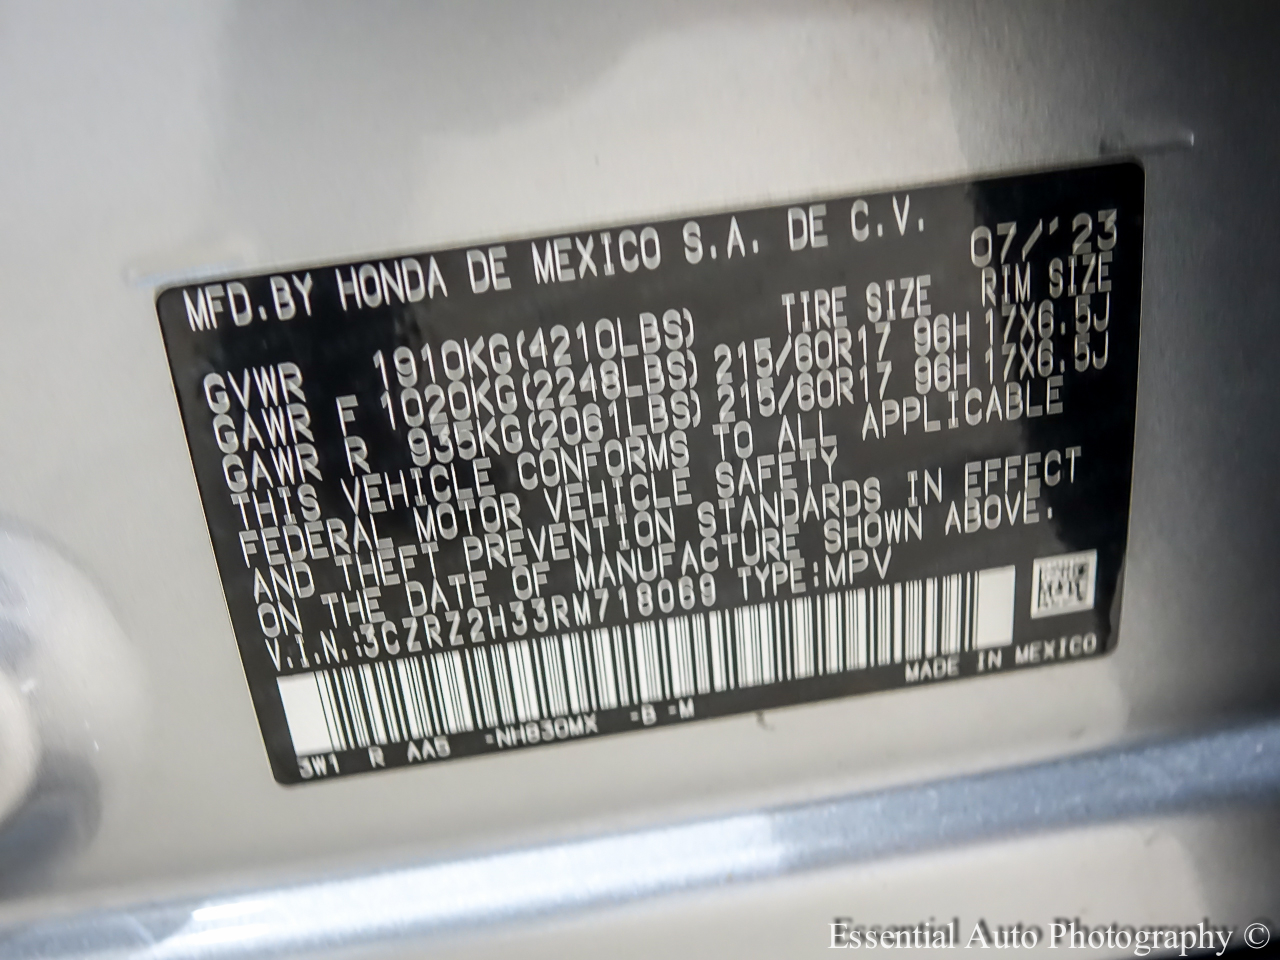 MFD.BY HONDA DE MEXICO S.A. DE C.V. 07/'23
TIRE SIZE RIM SIZE
GVWR 1910KG(4210LBS)
GAWR F 1020KG(2248LBS) 215/60R17 96H 17X6.5J
GAWR R 935KG(2061LBS) 215/60R17 96H 17X6.5J
THIS VEHICLE CONFORMS TO ALL APPLICABLE
FEDERAL MOTOR VEHICLE SAFETY
AND THEFT PREVENTION STANDARDS IN EFFECT
ON THE DATE OF MANUFACTURE SHOWN ABOVE.
V.I.N.:3CZRZ2H33RM718069 TYPE:MPV
MADE IN MEXICO
3W1 R AA5 -NH830MX -B -M
Essential Auto Photography ©